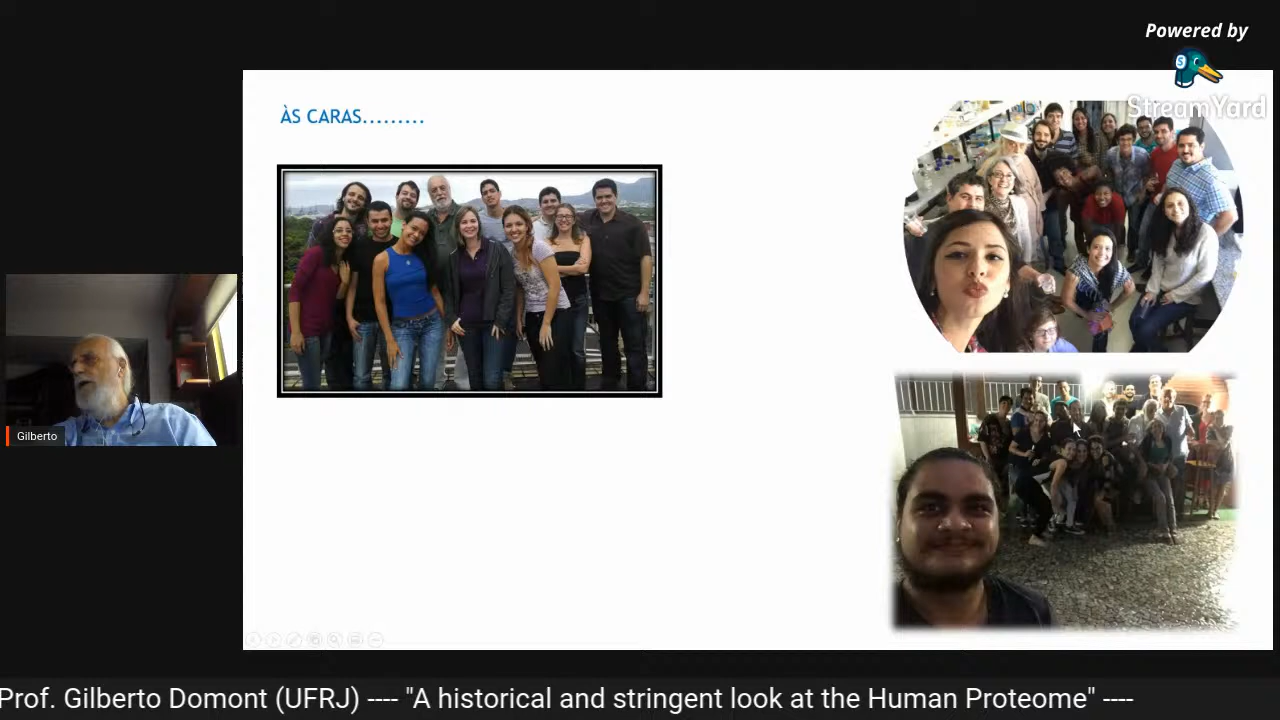 Powered by
StreamYard
ÀS CARAS.........
Gilberto
Prof. Gilberto Domont (UFRJ) ---- "A historical and stringent look at the Human Proteome" ----